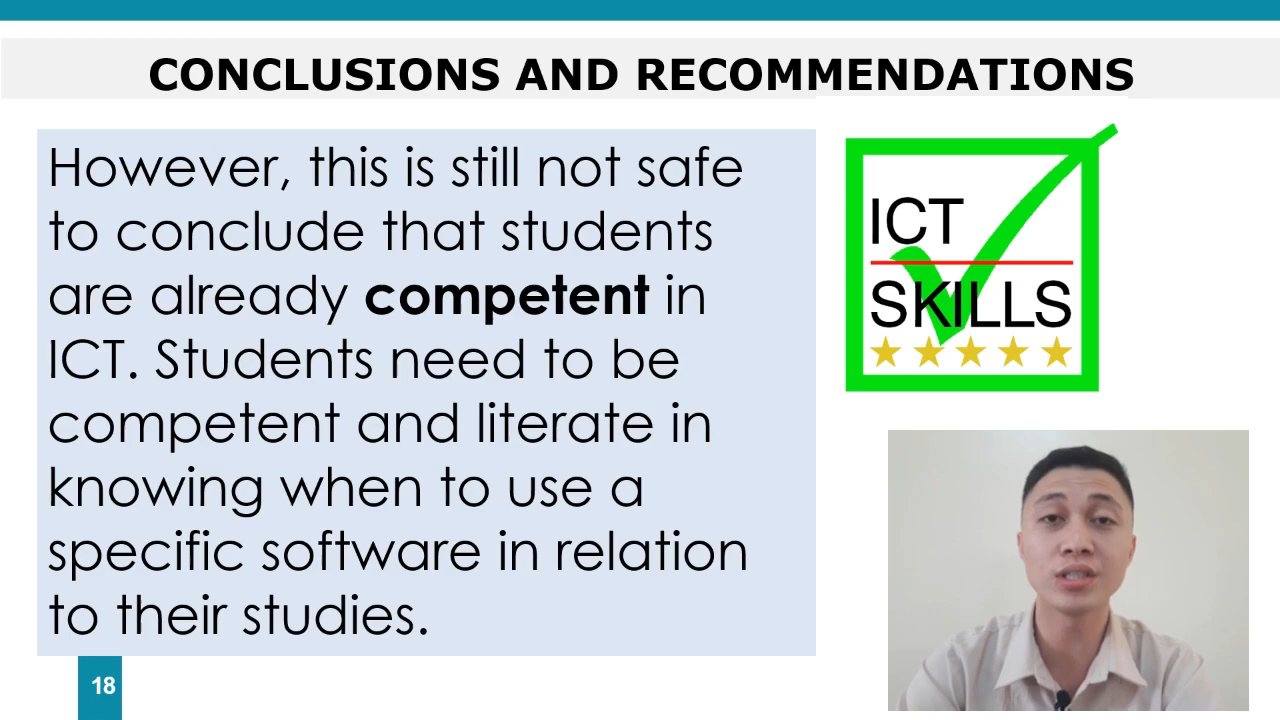 CONCLUSIONS AND RECOMMENDATIONS
However, this is still not safe
to conclude that students
are already competent in
ICT. Students need to be
competent and literate in
knowing when to use a
specific software in relation
to their studies.
ICT
SKILLS
18